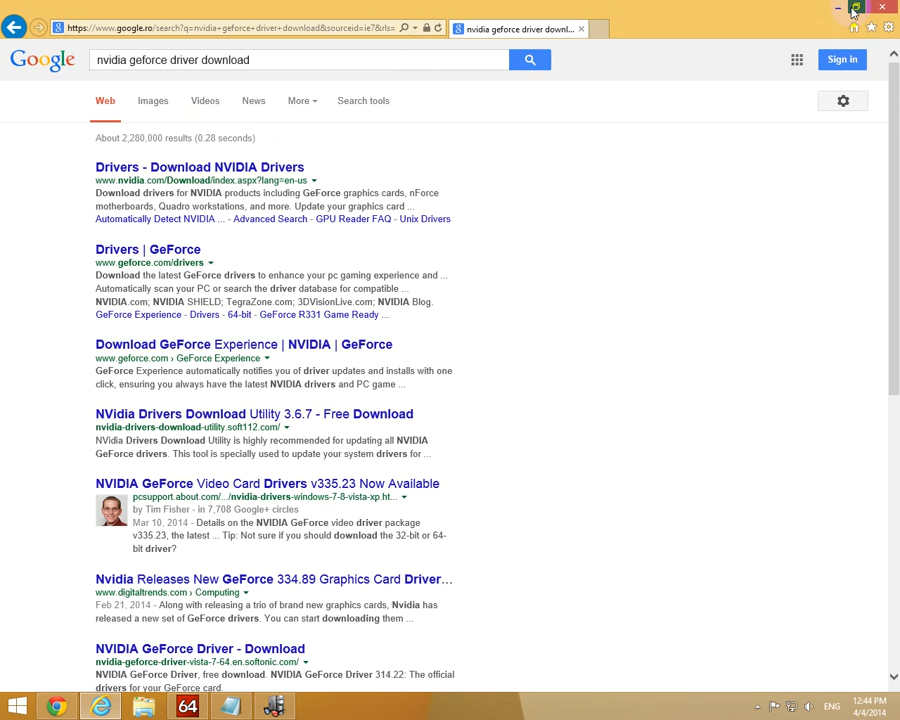 https://www.google.ro/search?q=nvidia+geforce+driver+download&sourceid=ie7&rls=
nvidia geforce driver downl...
Google
nvidia geforce driver download
Sign in
Web
Images
Videos
News
More
Search tools
About 2,280,000 results (0.28 seconds)
Drivers - Download NVIDIA Drivers
www.nvidia.com/Download/index.aspx?lang=en-us
Download drivers for NVIDIA products including GeForce graphics cards, nForce
motherboards, Quadro workstations, and more. Update your graphics card ...
Automatically Detect NVIDIA ... - Advanced Search - GPU Reader FAQ - Unix Drivers
Drivers | GeForce
www.geforce.com/drivers
Download the latest GeForce drivers to enhance your pc gaming experience and ...
Automatically scan your PC or search the driver database for compatible ...
NVIDIA.com; NVIDIA SHIELD; TegraZone.com; 3DVisionLive.com; NVIDIA Blog.
GeForce Experience - Drivers - 64-bit - GeForce R331 Game Ready ...
Download GeForce Experience | NVIDIA | GeForce
www.geforce.com › GeForce Experience
GeForce Experience automatically notifies you of driver updates and installs with one
click, ensuring you always have the latest NVIDIA drivers and PC game ...
NVidia Drivers Download Utility 3.6.7 - Free Download
nvidia-drivers-download-utility.soft112.com/
NVidia Drivers Download Utility is highly recommended for updating all NVIDIA
GeForce drivers. This tool is specially used to update your system drivers for ...
NVIDIA GeForce Video Card Drivers v335.23 Now Available
pcsupport.about.com/.../nvidia-drivers-windows-7-8-vista-xp.ht...
by Tim Fisher - in 7,708 Google+ circles
Mar 10, 2014 - Details on the NVIDIA GeForce video driver package
v335.23, the latest ... Tip: Not sure if you should download the 32-bit or 64-
bit driver?
Nvidia Releases New GeForce 334.89 Graphics Card Driver...
www.digitaltrends.com › Computing
Feb 21, 2014 - Along with releasing a trio of brand new graphics cards, Nvidia has
released a new set of GeForce drivers. You can start downloading them ...
NVIDIA GeForce Driver - Download
nvidia-geforce-driver-vista-7-64.en.softonic.com/
NVIDIA GeForce Driver, free download. NVIDIA GeForce Driver 314.22: The official
drivers for your GeForce card.
64
ENG
12:44 PM
4/4/2014